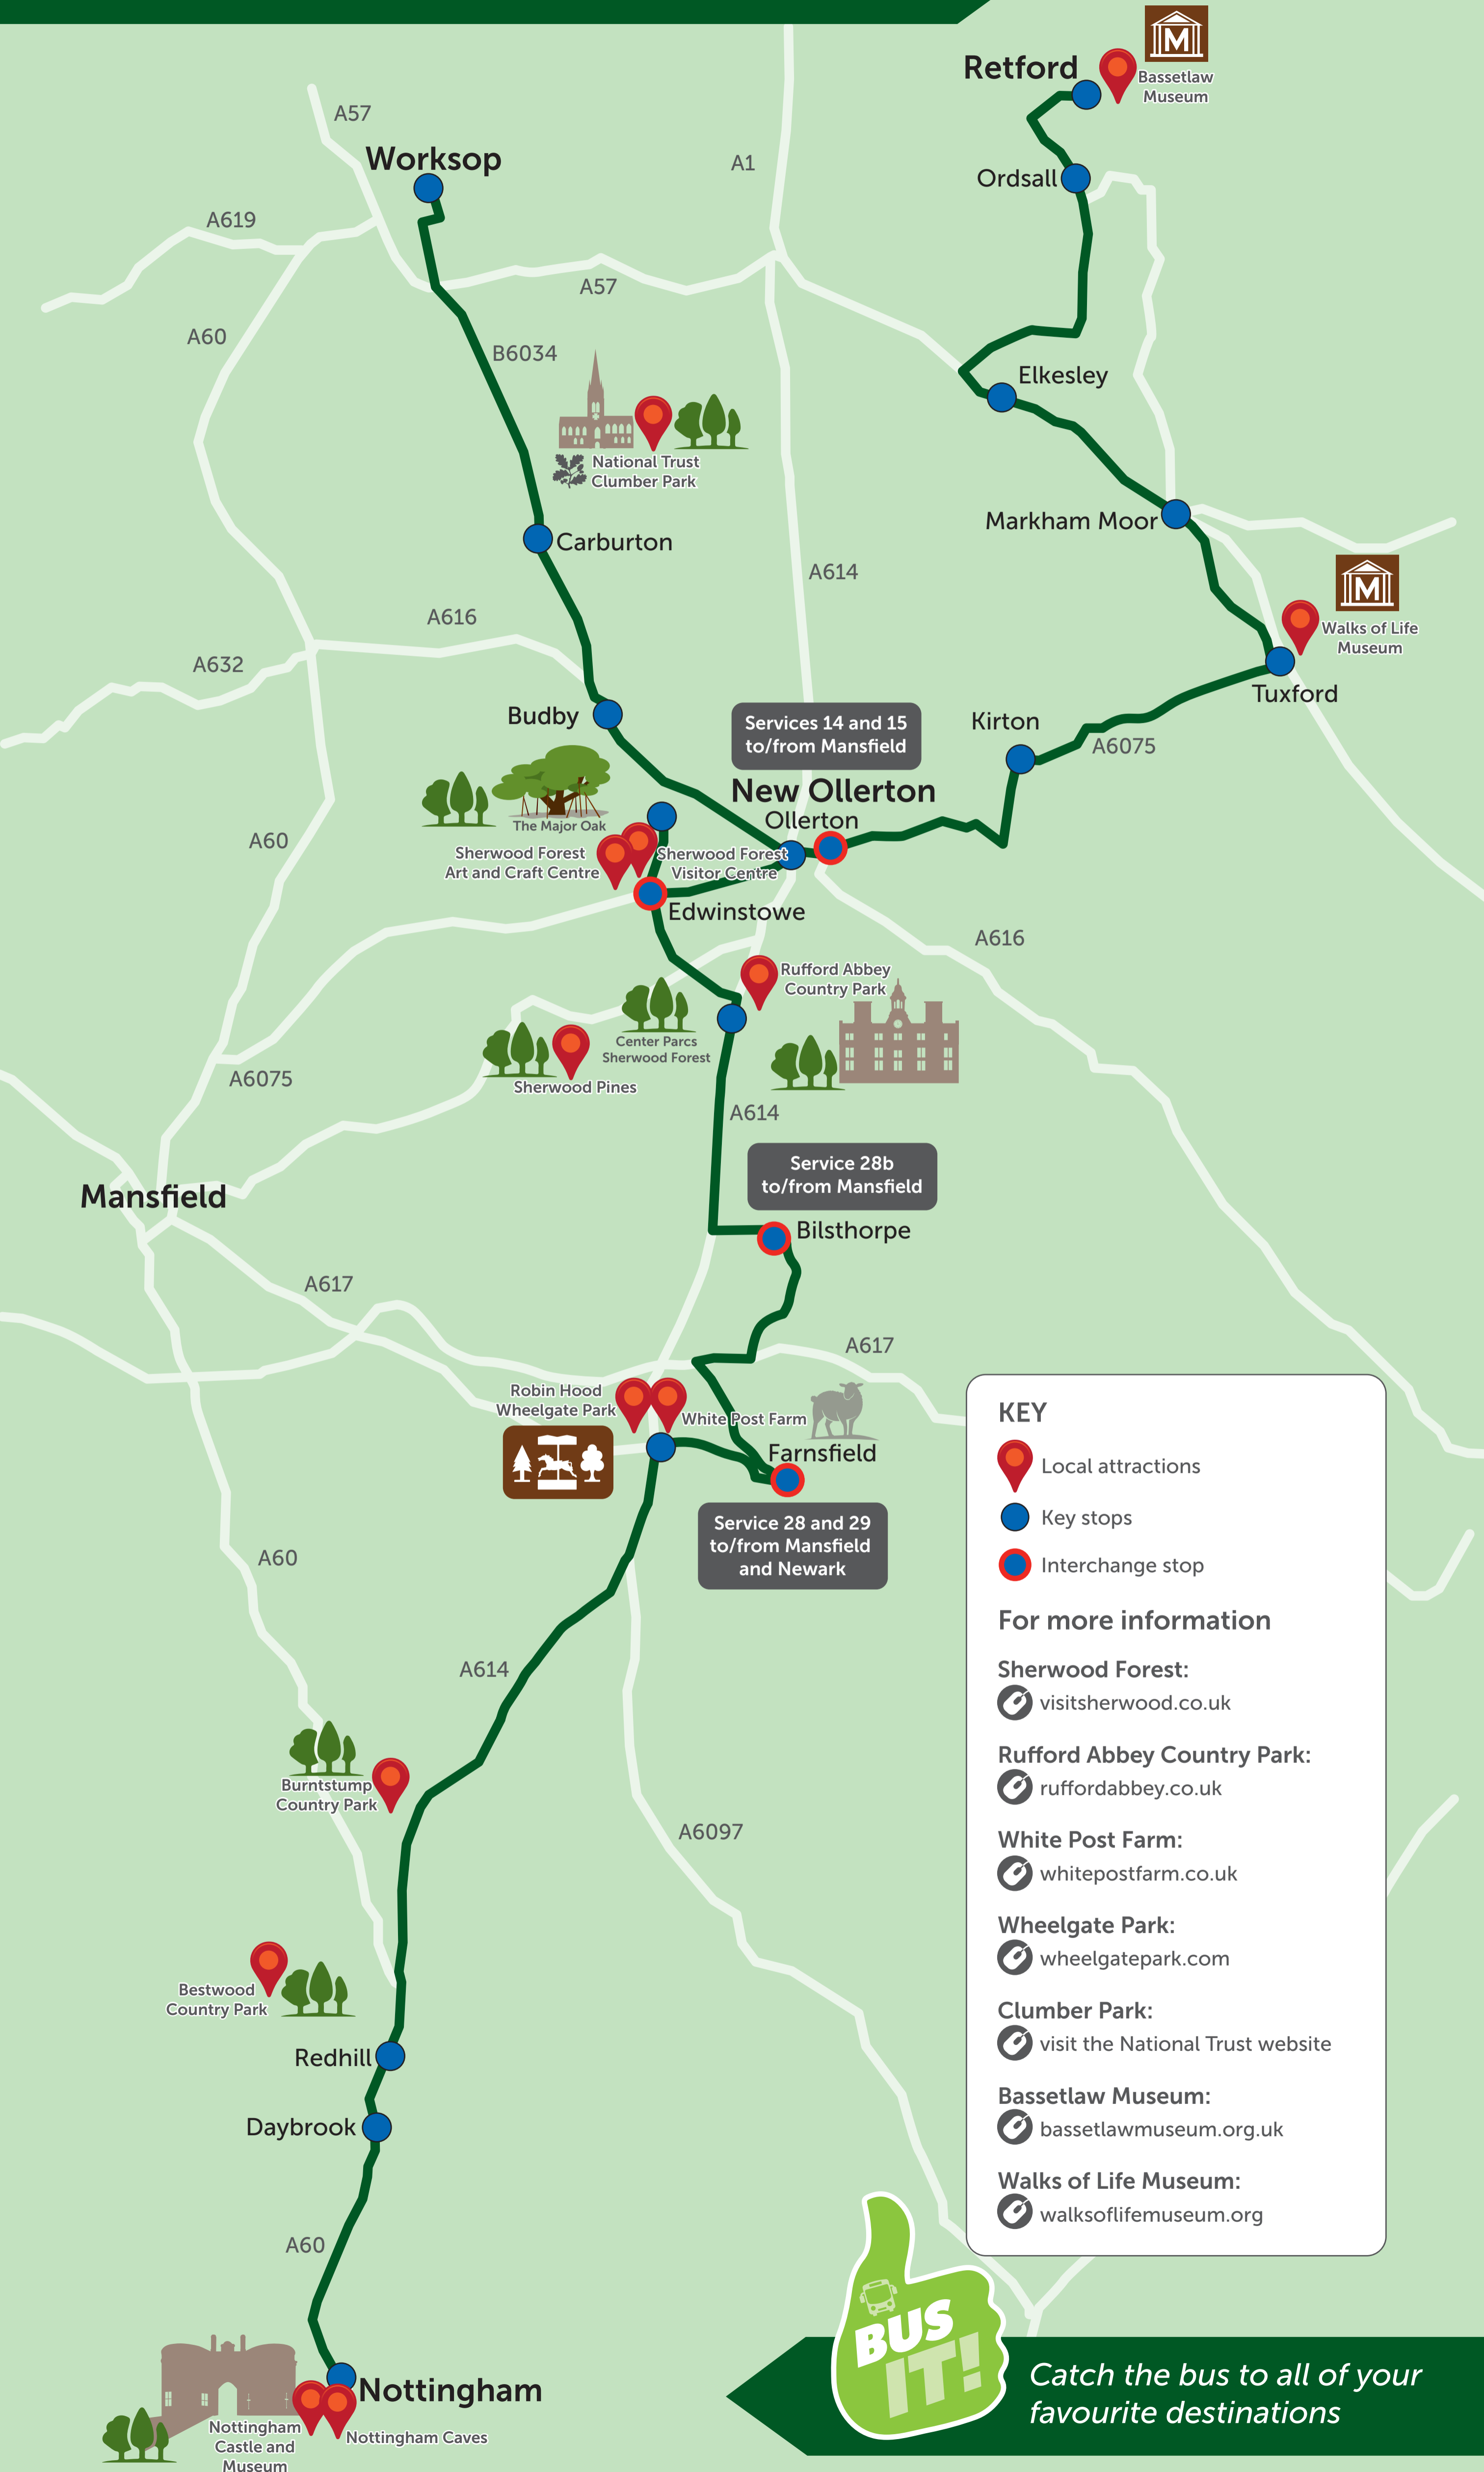 Retford
Bassetlaw
Museum
A57
Worksop
A1
Ordsall
A619
A57
A60
B6034
Elkesley
National Trust
Clumber Park
Markham Moor
Carburton
A614
A616
Walks of Life
Museum
A632
Tuxford
Budby
Services 14 and 15
to/from Mansfield
Kirton
A6075
New Ollerton
Ollerton
The Major Oak
A60
Sherwood Forest
Art and Craft Centre
Sherwood Forest
Visitor Centre
Edwinstowe
A616
Rufford Abbey
Country Park
Center Parcs
Sherwood Forest
Sherwood Pines
A6075
A614
Service 28b
to/from Mansfield
Mansfield
Bilsthorpe
A617
A617
Robin Hood
Wheelgate Park
White Post Farm
Farnsfield
Service 28 and 29
to/from Mansfield
and Newark
A60
A614
Burntstump
Country Park
A6097
Bestwood
Country Park
Redhill
Daybrook
A60
Nottingham
Nottingham
Castle and
Museum
Nottingham Caves
KEY
Local attractions
Key stops
Interchange stop
For more information
Sherwood Forest:
visitsherwood.co.uk
Rufford Abbey Country Park:
ruffordabbey.co.uk
White Post Farm:
whitepostfarm.co.uk
Wheelgate Park:
wheelgatepark.com
Clumber Park:
visit the National Trust website
Bassetlaw Museum:
bassetlawmuseum.org.uk
Walks of Life Museum:
walksoflifemuseum.org
BUS
IT!
Catch the bus to all of your
favourite destinations